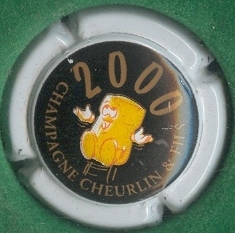 2000
CHAMPAGNE CHEURLIN & FILS